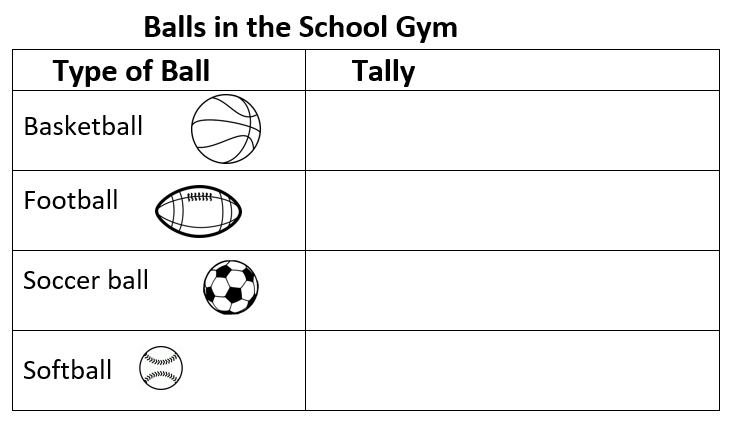 Balls in the School Gym
Type of Ball Tally
Basketball
Football
Soccer ball
Softball